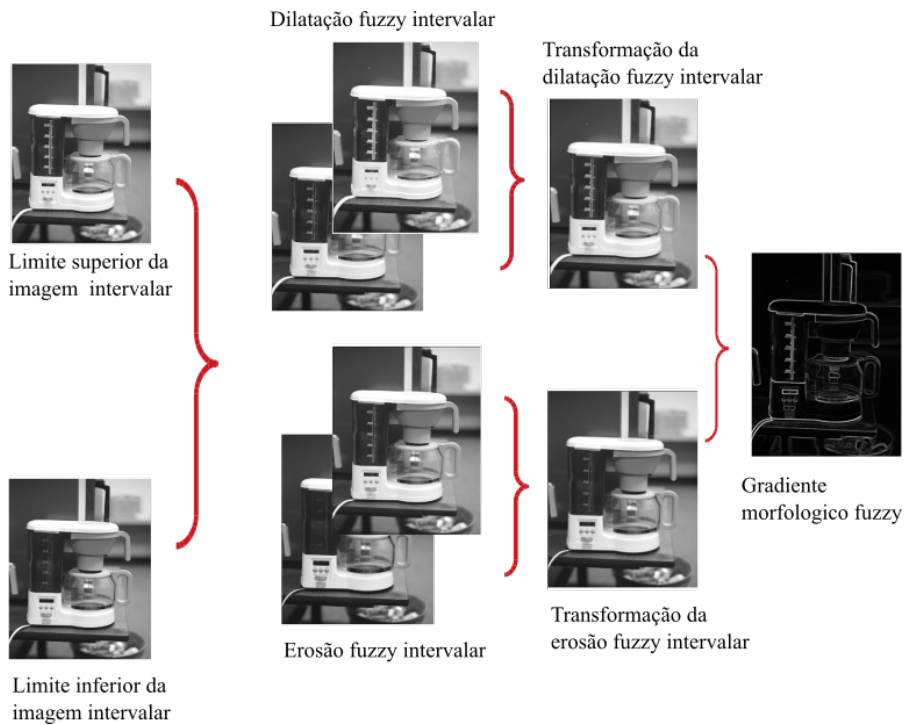 Dilatação fuzzy intervalar
Transformação da
dilatação fuzzy intervalar
Limite superior da
imagem intervalar
Gradiente
morfologico fuzzy
Erosão fuzzy intervalar
Transformação da
erosão fuzzy intervalar
Limite inferior da
imagem intervalar